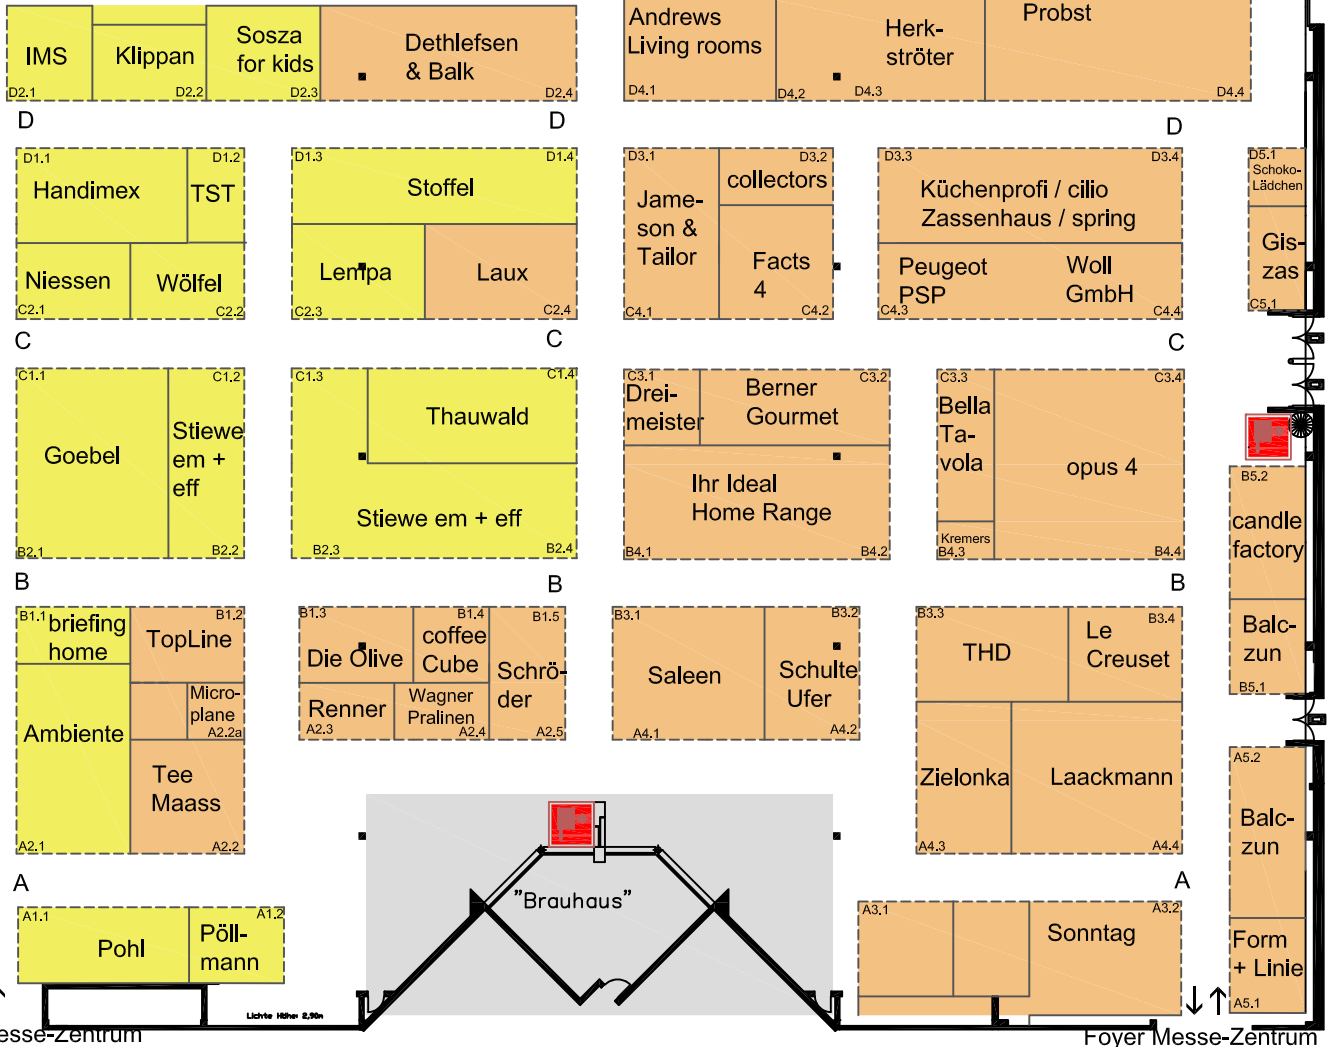 IMS
Klippan
Sosza
for kids
Dethlefsen
& Balk
D2.1
D2.2
D2.3
D2.4
Andrews
Living rooms
Herk-
ströter
Probst
D4.1
D4.2
D4.3
D4.4
D
D
D
D1.1
D1.2
Handimex
TST
Niessen
Wölfel
C2.1
C2.2
D1.3
D1.4
Stoffel
Lempa
Laux
C2.3
C2.4
D3.1
D3.2
Jame-
son &
Tailor
collectors
Facts
4
C4.1
C4.2
D3.3
D3.4
Küchenprofi / cilio
Zassenhaus / spring
Peugeot
PSP
Woll
GmbH
C4.3
C4.4
D5.1
Schoko-
Lädchen
Gis-
zas
C5.1
C
C
C
C1.1
C1.2
Goebel
Stiewe
em +
eff
B2.1
B2.2
C1.3
C1.4
Thauwald
Stiewe em + eff
B2.3
B2.4
C3.1
C3.2
Drei-
meister
Berner
Gourmet
Ihr Ideal
Home Range
B4.1
B4.2
C3.3
C3.4
Bella
Ta-
vola
opus 4
Kremers
B4.3
B4.4
B5.2
candle
factory
Balc-
zun
B5.1
B
B
B
B1.1
B1.2
briefing
home
TopLine
Micro-
plane
A2.2a
Ambiente
Tee
Maass
A2.1
A2.2
B1.3
B1.4
B1.5
Die Olive
coffee
Cube
Schrö-
der
Renner
Wagner
Pralinen
A2.3
A2.4
A2.5
B3.1
B3.2
Saleen
Schulte
Ufer
A4.1
A4.2
B3.3
B3.4
THD
Le
Creuset
Zielonka
Laackmann
A4.3
A4.4
A5.2
Balc-
zun
Form
+ Linie
A5.1
A
A
A1.1
A1.2
Pohl
Pöll-
mann
"Brauhaus"
A3.1
A3.2
Sonntag
Lichte Höhe: 2,90m
esse-Zentrum
Foyer Messe-Zentrum